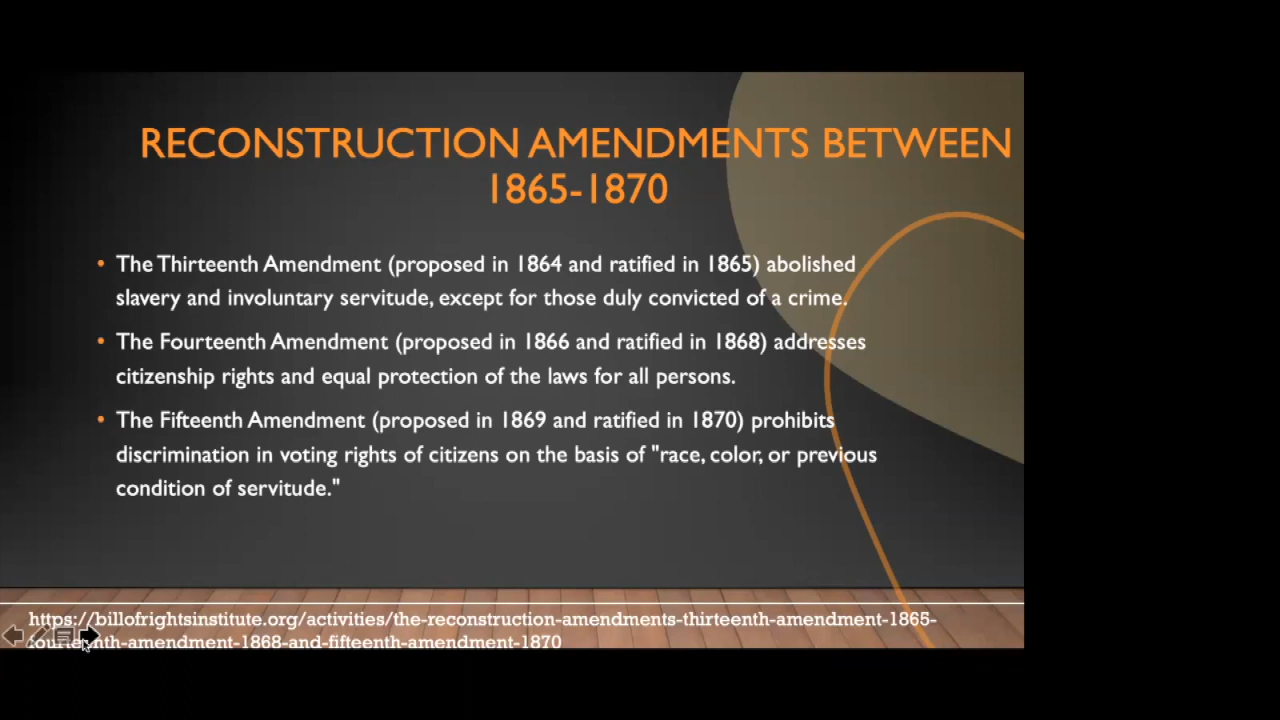 RECONSTRUCTION AMENDMENTS BETWEEN
1865-1870
• The Thirteenth Amendment (proposed in 1864 and ratified in 1865) abolished
slavery and involuntary servitude, except for those duly convicted of a crime.
• The Fourteenth Amendment (proposed in 1866 and ratified in 1868) addresses
citizenship rights and equal protection of the laws for all persons.
• The Fifteenth Amendment (proposed in 1869 and ratified in 1870) prohibits
discrimination in voting rights of citizens on the basis of "race, color, or previous
condition of servitude."
https://billofrightsinstitute.org/activities/the-reconstruction-amendments-thirteenth-amendment-1865-
fourteenth-amendment-1868-and-fifteenth-amendment-1870